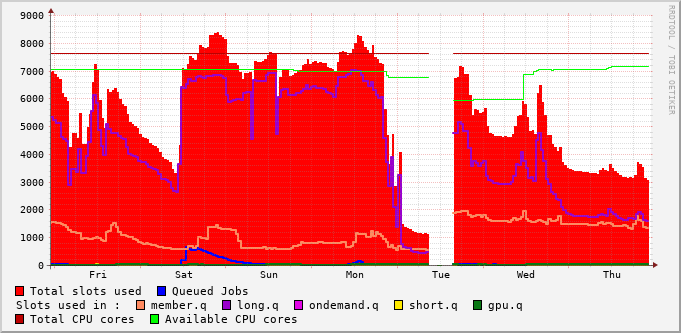 9000
8000
7000
6000
5000
4000
3000
2000
1000
0
Fri Sat Sun Mon Tue Wed Thu
Total slots used Queued Jobs
Slots used in : member.q long.q ondemand.q short.q gpu.q
Total CPU cores Available CPU cores
RRDTOOL / TOBI OETIKER